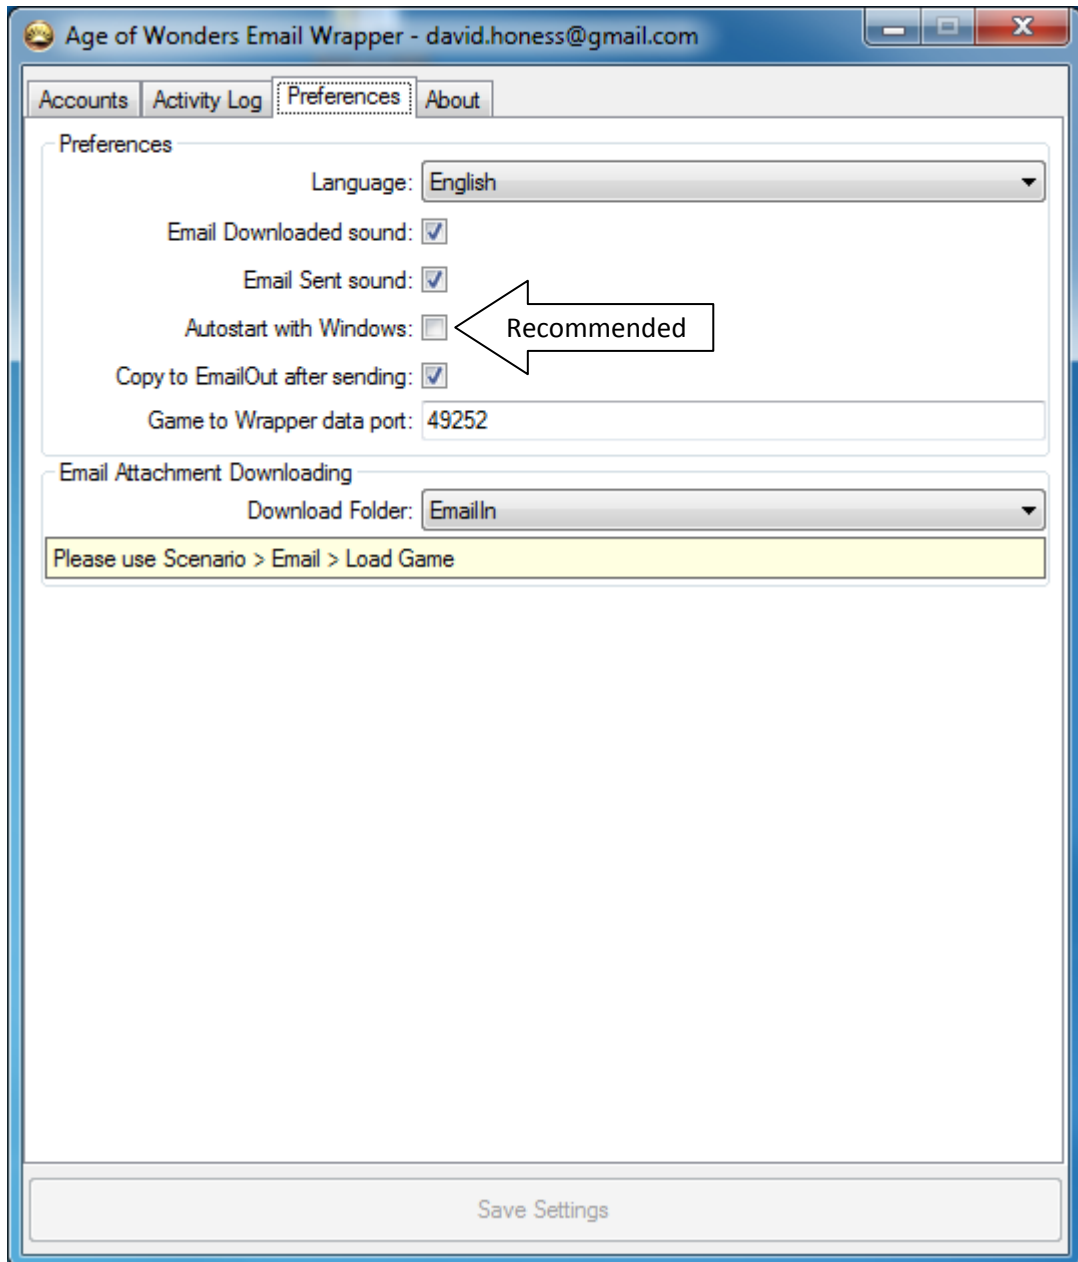 Age of Wonders Email Wrapper - david.honess@gmail.com
Accounts Activity Log Preferences About
Preferences
Language: English
Email Downloaded sound:
Email Sent sound:
Autostart with Windows: Recommended
Copy to EmailOut after sending:
Game to Wrapper data port: 49252
Email Attachment Downloading
Download Folder: EmailIn
Please use Scenario > Email > Load Game
Save Settings